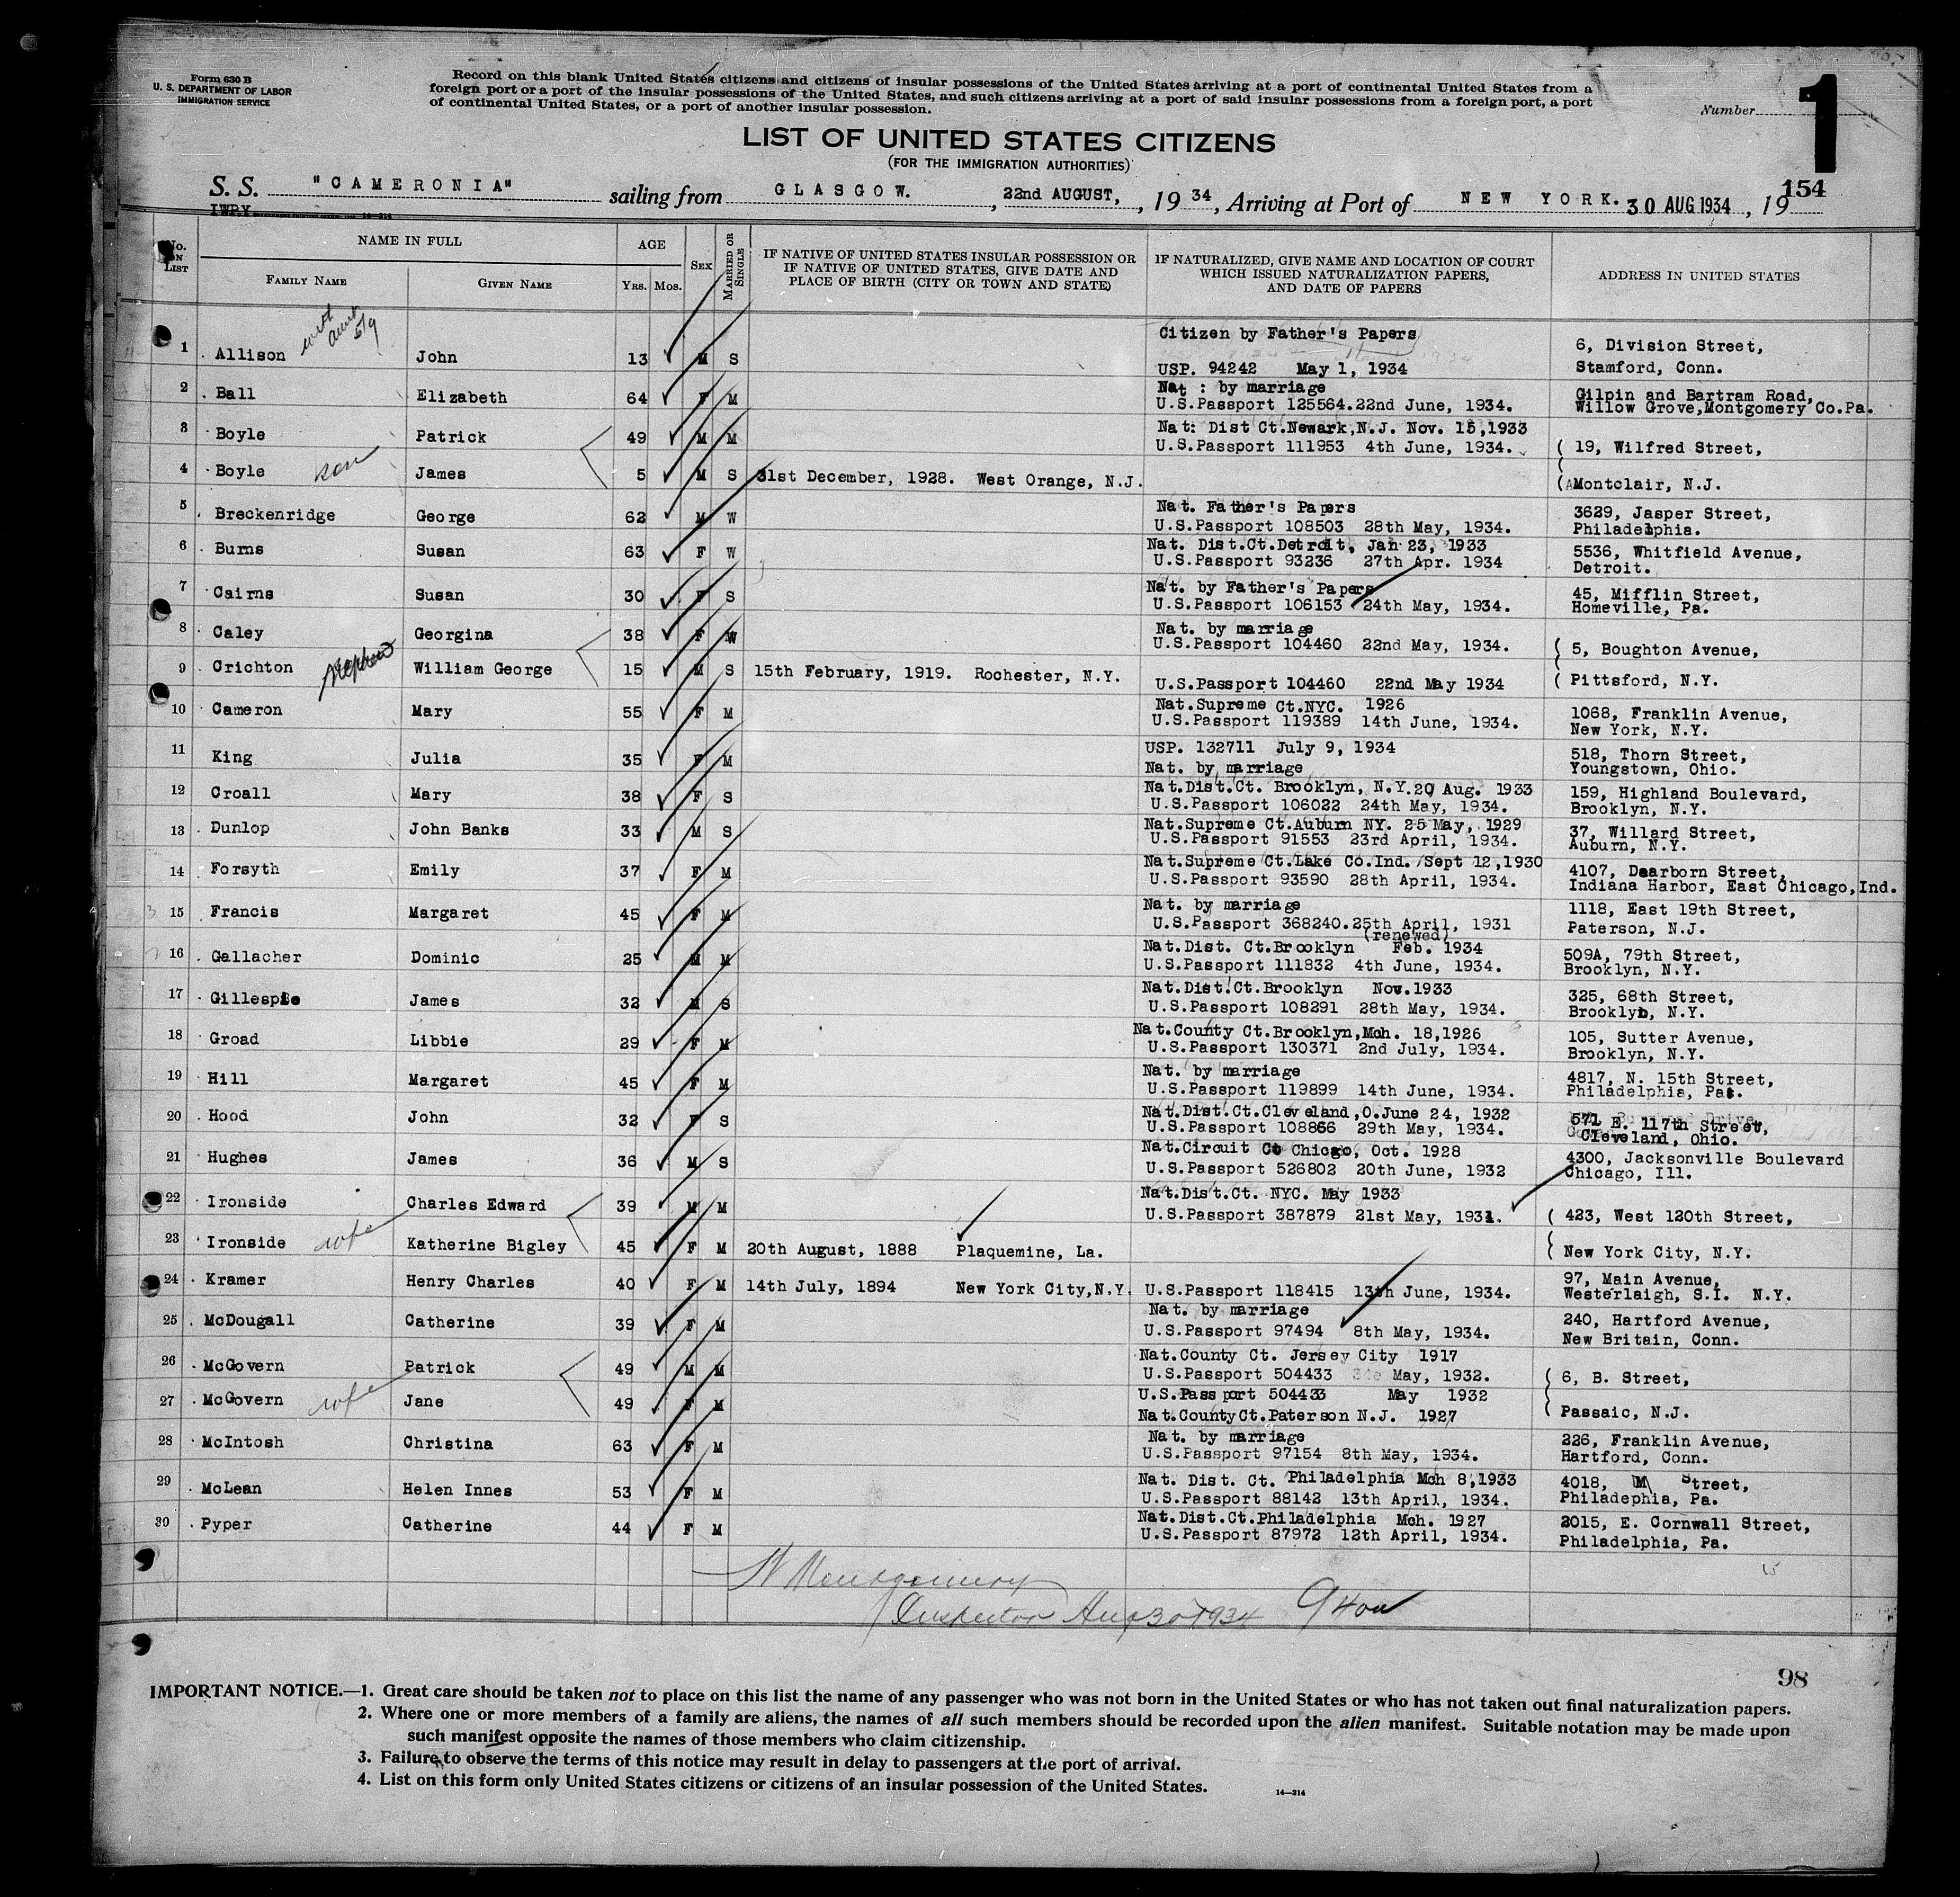 Form 630 B
U. S. DEPARTMENT OF LABOR
IMMIGRATION SERVICE
Record on this blank United States citizens and citizens of insular possessions of the United States arriving at a port of continental United States from a
foreign port or a port of the insular possessions of the United States, and such citizens arriving at a port of said insular possessions from a foreign port, a port
of continental United States, or a port of another insular possession.
Number 1
LIST OF UNITED STATES CITIZENS
(FOR THE IMMIGRATION AUTHORITIES)
154
S. S. "CAMERONIA" sailing from GLASGOW. , 22nd AUGUST, , 19 34, Arriving at Port of NEW YORK. 30 AUG 1934 , 19
No. on List NAME IN FULL AGE Sex Married or Single IF NATIVE OF UNITED STATES INSULAR POSSESSION OR IF NATIVE OF UNITED STATES, GIVE DATE AND PLACE OF BIRTH (CITY OR TOWN AND STATE) IF NATURALIZED, GIVE NAME AND LOCATION OF COURT WHICH ISSUED NATURALIZATION PAPERS, AND DATE OF PAPERS ADDRESS IN UNITED STATES
Family Name Given Name Yrs. Mos.
with aunt 5/9
Citizen by Father's Papers 6, Division Street,
1 Allison John 13 M S USP. 94242 May 1, 1934 Stamford, Conn.
2 Ball Elizabeth 64 F M Nat : by marriage Gilpin and Bartram Road,
U.S.Passport 125564.22nd June, 1934. Willow Grove,Montgomery Co.Pa.
3 Boyle Patrick 49 M M Nat: Dist Ct.Newark,N.J. Nov. 15,1933
U.S.Passport 111953 4th June, 1934. ( 19, Wilfred Street,
4 Boyle son James 5 M S 31st December, 1928. West Orange, N.J. ( Montclair, N.J.
5 Breckenridge George 62 M W Nat. Father's Papers 3629, Jasper Street,
U.S.Passport 108503 28th May, 1934. Philadelphia.
6 Burns Susan 63 F W Nat. Dist.Ct.Detroit, Jan 23, 1933 5536, Whitfield Avenue,
U.S.Passport 93236 27th Apr. 1934 Detroit.
7 Cairns Susan 30 F S Nat. by Father's Papers 45, Mifflin Street,
U.S.Passport 106153 24th May, 1934. Homeville, Pa.
8 Caley Georgina 38 F W Nat. by marriage
U.S.Passport 104460 22nd May, 1934. ( 5, Boughton Avenue,
9 Crichton Nephew William George 15 M S 15th February, 1919. Rochester, N.Y. U.S.Passport 104460 22nd May 1934 ( Pittsford, N.Y.
10 Cameron Mary 55 F M Nat.Supreme Ct.NYC. 1926 1068, Franklin Avenue,
U.S.Passport 119389 14th June, 1934. New York, N.Y.
11 King Julia 35 F M USP. 132711 July 9, 1934 518, Thorn Street,
Nat. by marriage Youngstown, Ohio.
12 Croall Mary 38 F S Nat.Dist.Ct. Brooklyn, N.Y.20 Aug. 1933 159, Highland Boulevard,
U.S.Passport 106022 24th May, 1934. Brooklyn, N.Y.
13 Dunlop John Banks 33 M S Nat.Supreme Ct.Auburn NY. 25 May, 1929 37, Willard Street,
U.S.Passport 91553 23rd April, 1934. Auburn, N.Y.
14 Forsyth Emily 37 F M Nat.Supreme Ct.Lake Co.Ind. Sept 12,1930 4107, Dearborn Street,
U.S.Passport 93590 28th April, 1934. Indiana Harbor, East Chicago,Ind.
15 Francis Margaret 45 F M Nat. by marriage 1118, East 19th Street,
U.S.Passport 368240.25th April, 1931 Paterson, N.J.
(renewed)
16 Gallacher Dominic 25 M M Nat.Dist. Ct.Brooklyn Feb. 1934 509A, 79th Street,
U.S.Passport 111832 4th June, 1934. Brooklyn, N.Y.
17 Gillespie James 32 M S Nat.Dist.Ct.Brooklyn Nov.1933 325, 68th Street,
U.S.Passport 108291 28th May, 1934. Brooklyn, N.Y.
18 Groad Libbie 29 F M Nat.County Ct.Brooklyn,Mch. 18,1926 105, Sutter Avenue,
U.S.Passport 130371 2nd July, 1934. Brooklyn, N.Y.
19 Hill Margaret 45 F M Nat. by marriage 4817, N. 15th Street,
U.S.Passport 119899 14th June, 1934. Philadelphia, Pa.
20 Hood John 32 F S Nat.Dist.Ct.Cleveland,O.June 24, 1932 571 E. 117th Street,
U.S.Passport 108866 29th May, 1934. Cleveland, Ohio.
21 Hughes James 36 M S Nat.Circuit Ct Chicago, Oct. 1928 4300, Jacksonville Boulevard
U.S.Passport 526802 20th June, 1932 Chicago, Ill.
22 Ironside Charles Edward 39 M M Nat.Dist.Ct. NYC. May 1933
U.S.Passport 387879 21st May, 1931. ( 423, West 120th Street,
23 Ironside wife Katherine Bigley 45 F M 20th August, 1888 Plaquemine, La. ( New York City, N.Y.
24 Kramer Henry Charles 40 F M 14th July, 1894 New York City,N.Y. U.S.Passport 118415 13th June, 1934. 97, Main Avenue,
Westerlaigh, S.I. N.Y.
25 McDougall Catherine 39 F M Nat. by marriage 240, Hartford Avenue,
U.S.Passport 97494 8th May, 1934. New Britain, Conn.
26 McGovern Patrick 49 M M Nat.County Ct. Jersey City 1917
U.S.Passport 504433 May, 1932. ( 6, B. Street,
27 McGovern wife Jane 49 F M U.S.Passport 504433 May 1932
Nat.CountyCt.Paterson N.J. 1927 ( Passaic, N.J.
28 McIntosh Christina 63 F M Nat. by marriage 226, Franklin Avenue,
U.S.Passport 97154 8th May, 1934. Hartford, Conn.
29 McLean Helen Innes 53 F M Nat. Dist. Ct. Philadelphia Mch 8,1933 4018, M Street,
U.S.Passport 88142 13th April, 1934. Philadephia, Pa.
30 Pyper Catherine 44 F M Nat.Dist.Ct.Philadelphia Mch. 1927 2015, E. Cornwall Street,
U.S.Passport 87972 12th April, 1934. Philadelphia, Pa.
Montgomery
Inspector Aug 30 1934
98
IMPORTANT NOTICE.—1. Great care should be taken not to place on this list the name of any passenger who was not born in the United States or who has not taken out final naturalization papers.
2. Where one or more members of a family are aliens, the names of all such members should be recorded upon the alien manifest. Suitable notation may be made upon
such manifest opposite the names of those members who claim citizenship.
3. Failure to observe the terms of this notice may result in delay to passengers at the port of arrival.
4. List on this form only United States citizens or citizens of an insular possession of the United States.
14—214